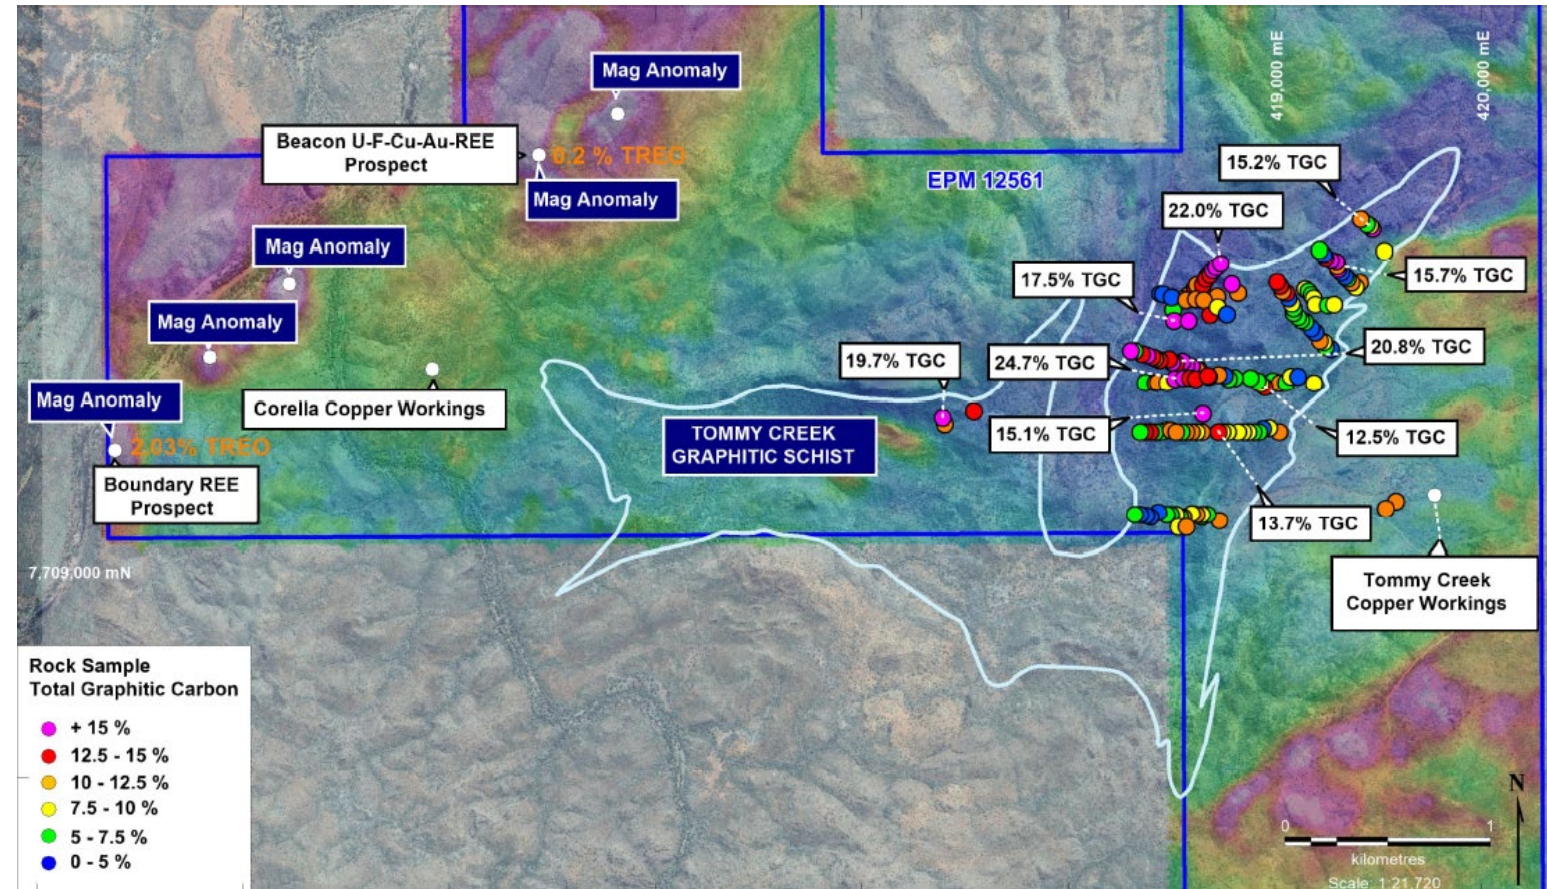 Mag Anomaly
419,000 mE
420,000 mE
Beacon U-F-Cu-Au-REE
Prospect
0.2 % TREO
Mag Anomaly
EPM 12561
15.2% TGC
22.0% TGC
Mag Anomaly
17.5% TGC
15.7% TGC
Mag Anomaly
19.7% TGC
24.7% TGC
20.8% TGC
Mag Anomaly
Corella Copper Workings
2.03% TREO
TOMMY CREEK
GRAPHITIC SCHIST
15.1% TGC
12.5% TGC
Boundary REE
Prospect
13.7% TGC
7,709,000 mN
Tommy Creek
Copper Workings
Rock Sample
Total Graphitic Carbon
+ 15 %
12.5 - 15 %
10 - 12.5 %
7.5 - 10 %
5 - 7.5 %
0 - 5 %
N
0 1
kilometres
Scale: 1:21,720